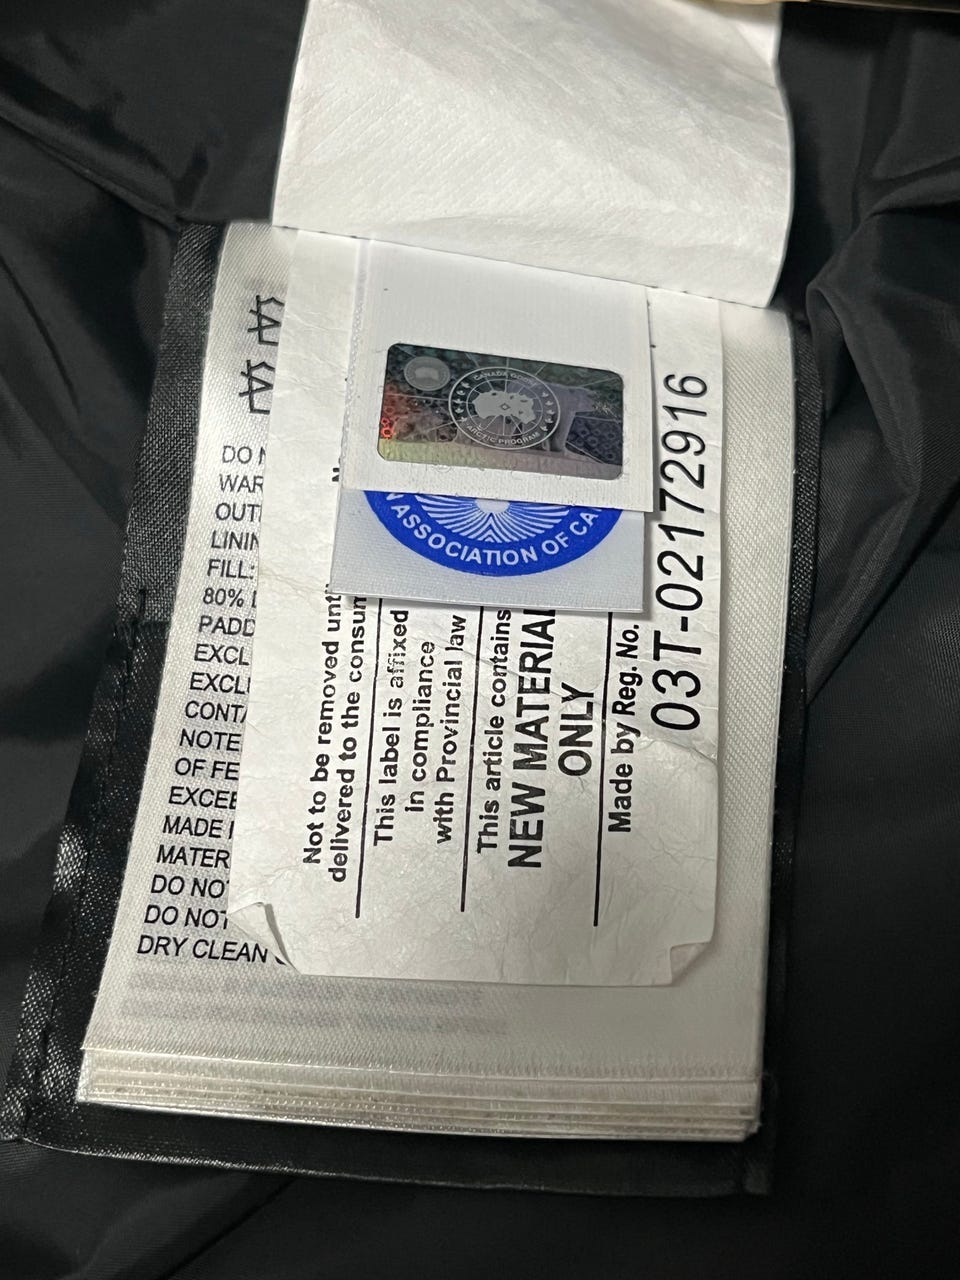 DO N
WAR
OUT
LININ
FILL:
80% D
PADD
EXCL
EXCLU
CONTA
NOTE
OF FE
EXCEE
MADE I
MATER
DO NOT
DO NOT
DRY CLEAN
CANADA GOOSE
ARCTIC PROGRAM
N ASSOCIATION OF CA
Not to be removed until
delivered to the consum
This label is affixed
in compliance
with Provincial law
This article contains
NEW MATERIAL
ONLY
Made by Reg. No.
03T-02172916